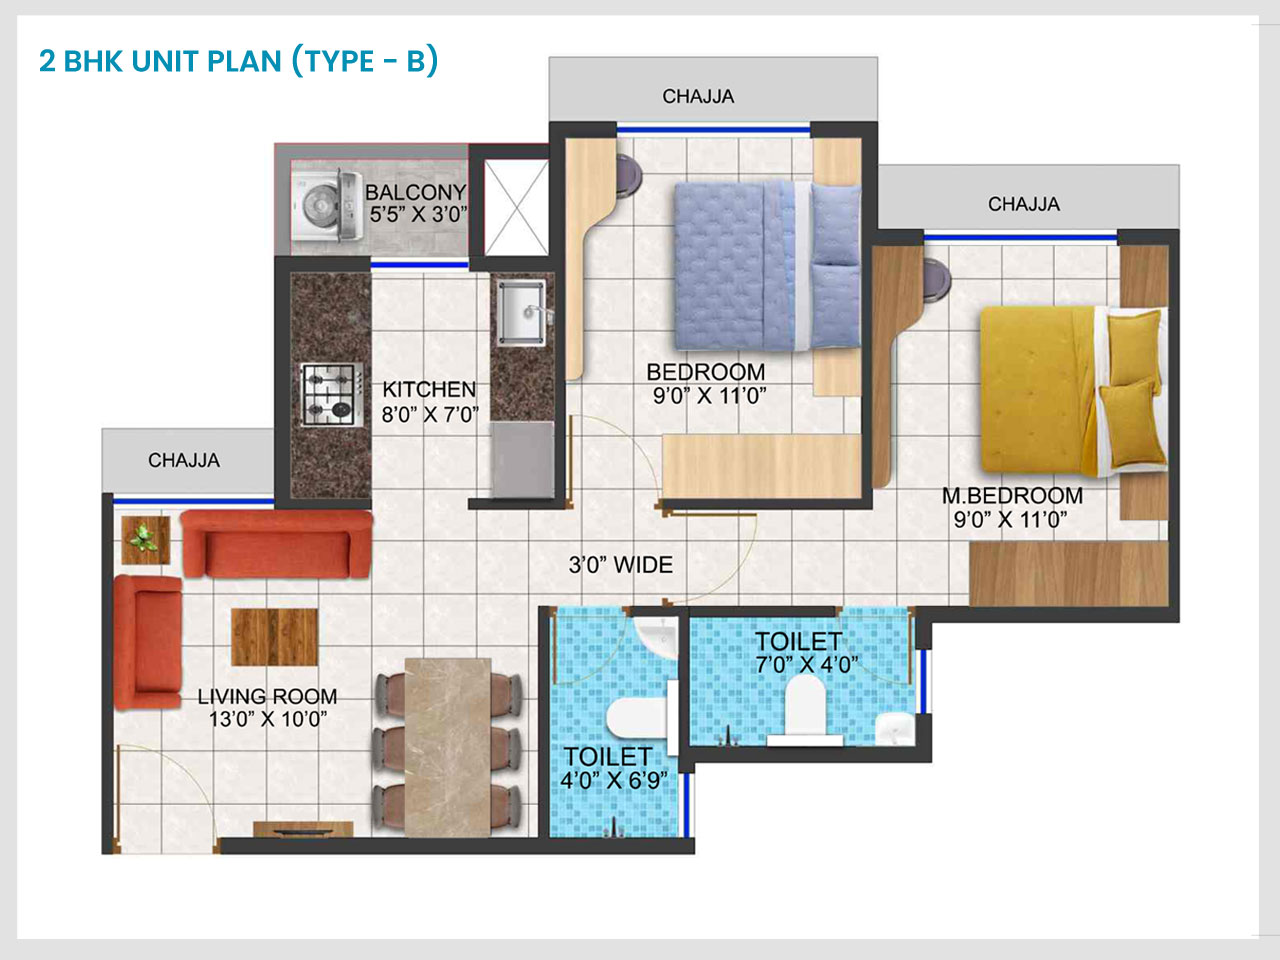 2 BHK UNIT PLAN (TYPE - B)
CHAJJA
BALCONY
5’5” X 3’0”
CHAJJA
KITCHEN
8’0” X 7’0”
BEDROOM
9’0” X 11’0”
CHAJJA
M.BEDROOM
9’0” X 11’0”
3’0” WIDE
LIVING ROOM
13’0” X 10’0”
TOILET
7’0” X 4’0”
TOILET
4’0” X 6’9”